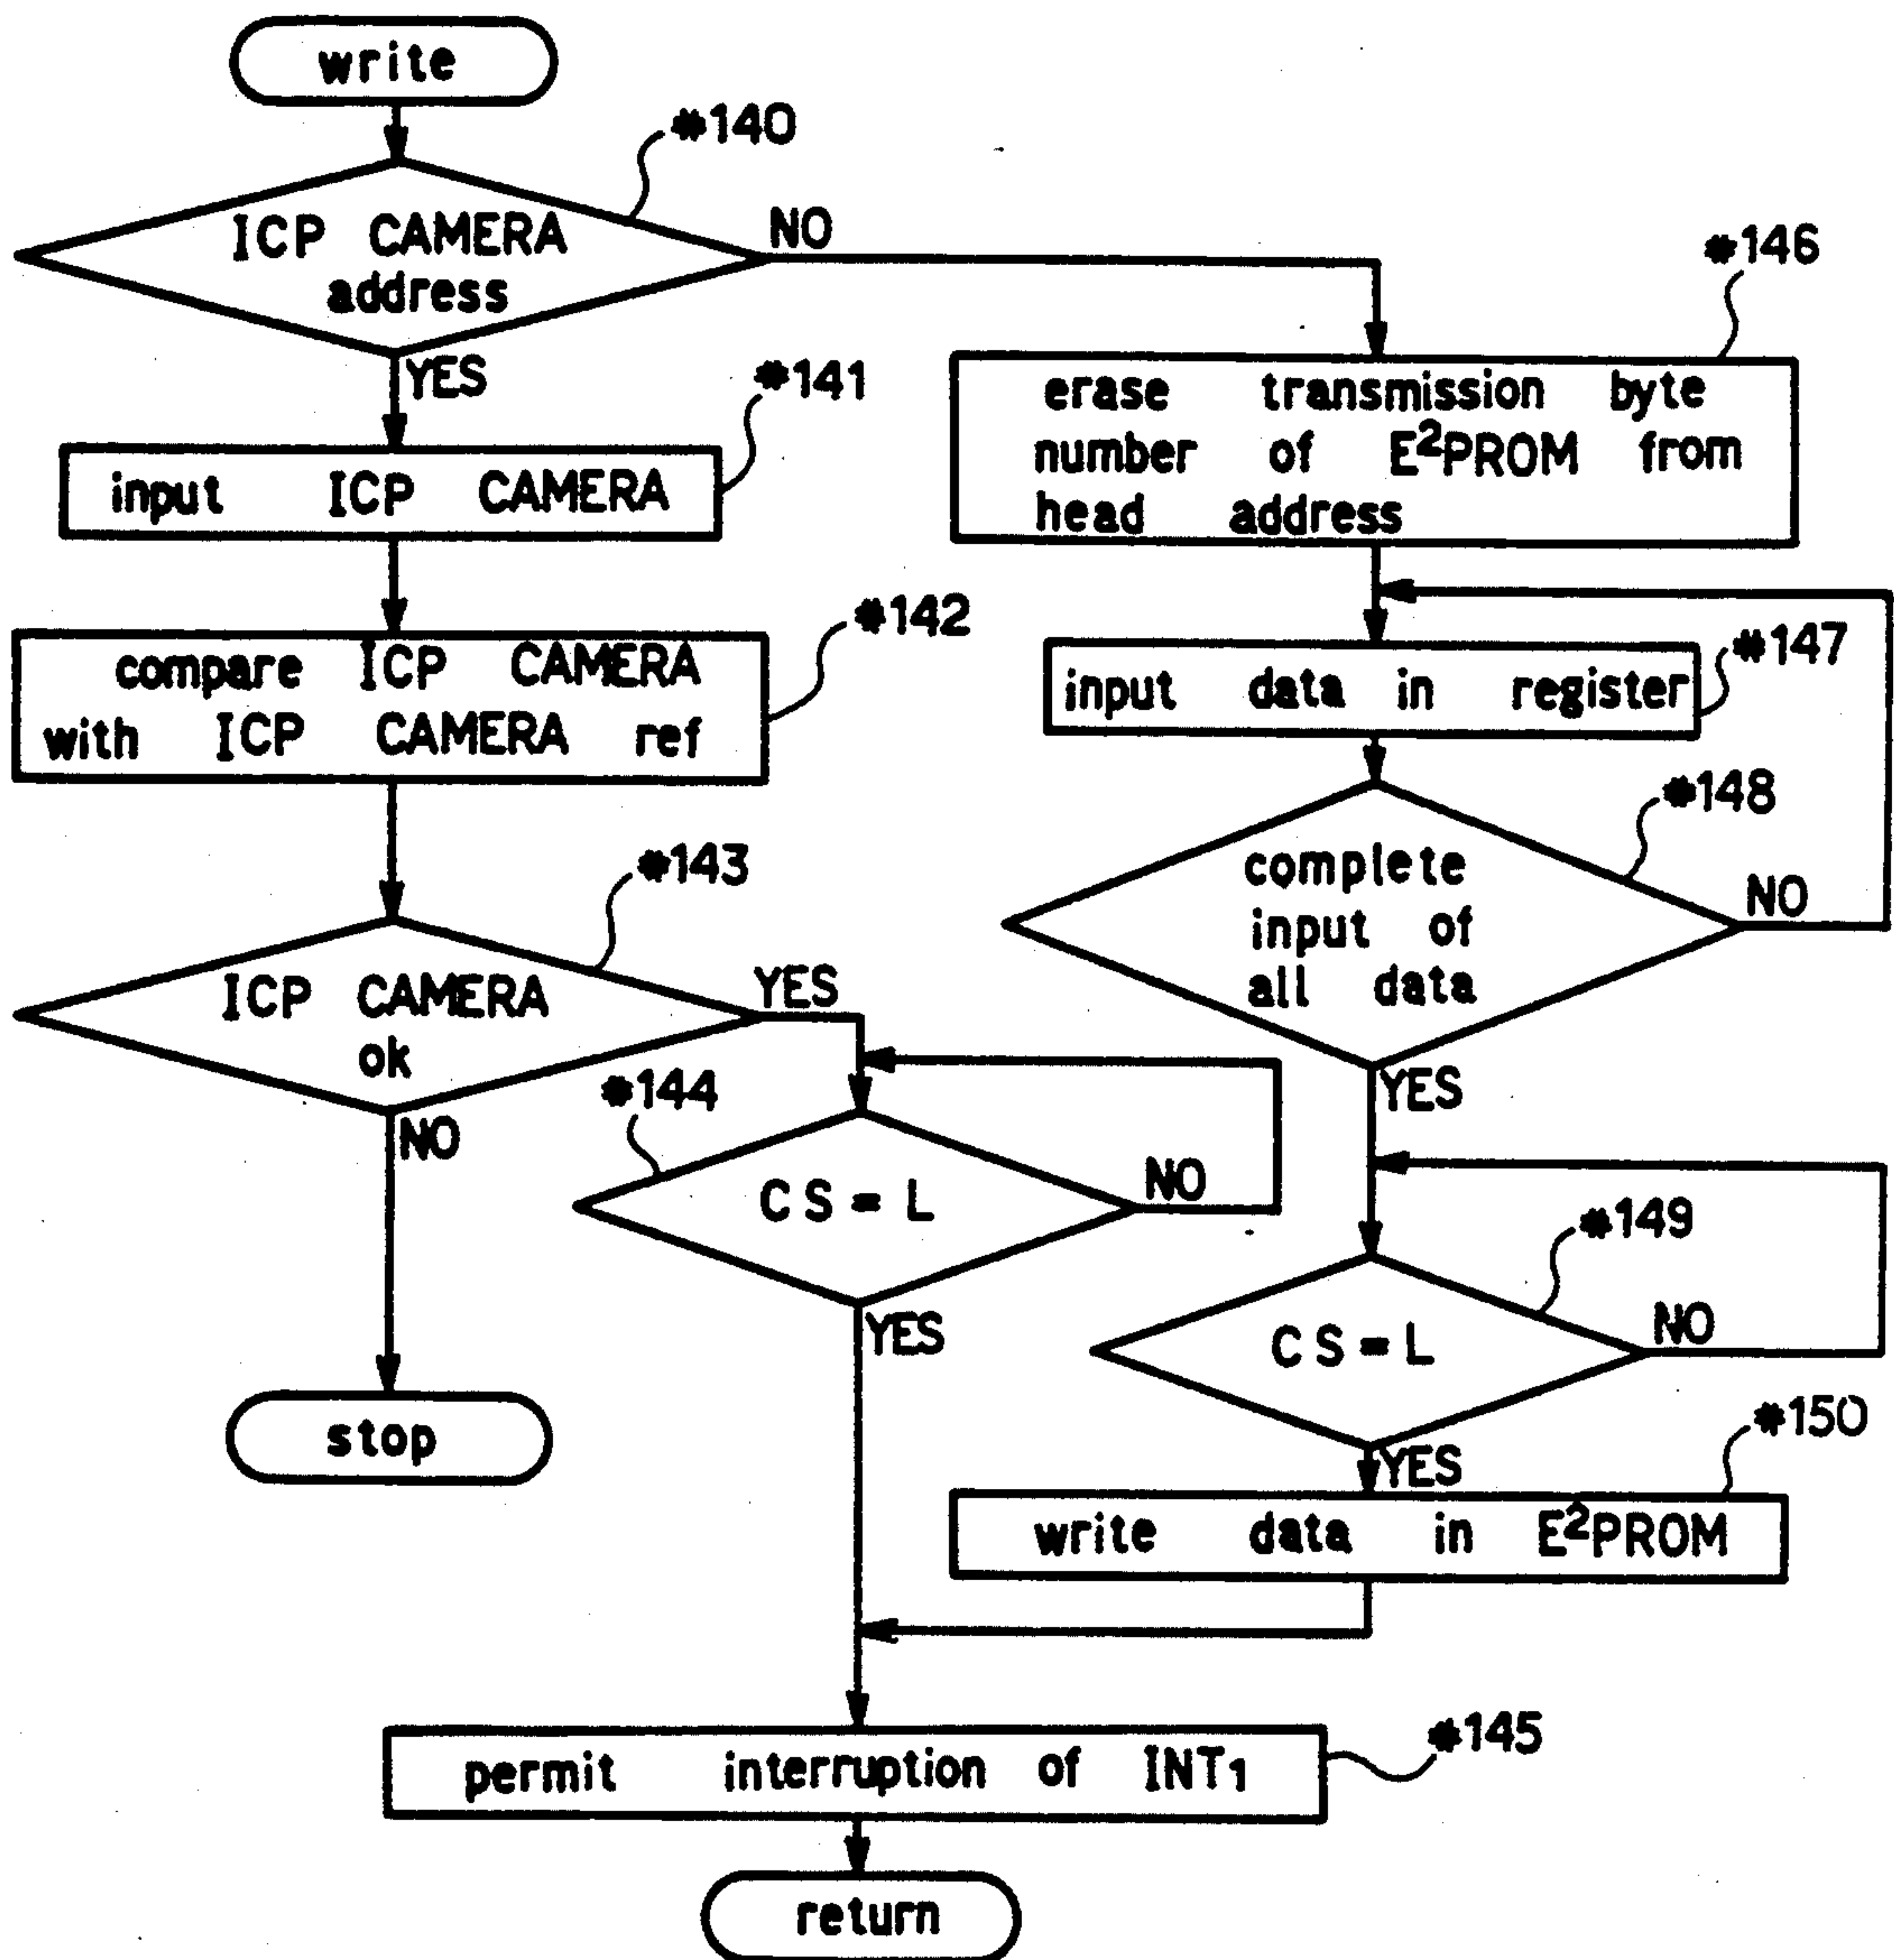 write
*140
ICP CAMERA
address
NO
YES
*141
input ICP CAMERA
*142
compare ICP CAMERA
with ICP CAMERA ref
*143
ICP CAMERA
ok
YES
NO
stop
*144
CS=L
NO
YES
*146
erase transmission byte
number of E²PROM from
head address
*147
input data in register
*148
complete
input of
all data
NO
YES
*149
CS=L
NO
YES
*150
write data in E²PROM
*145
permit interruption of INT1
return